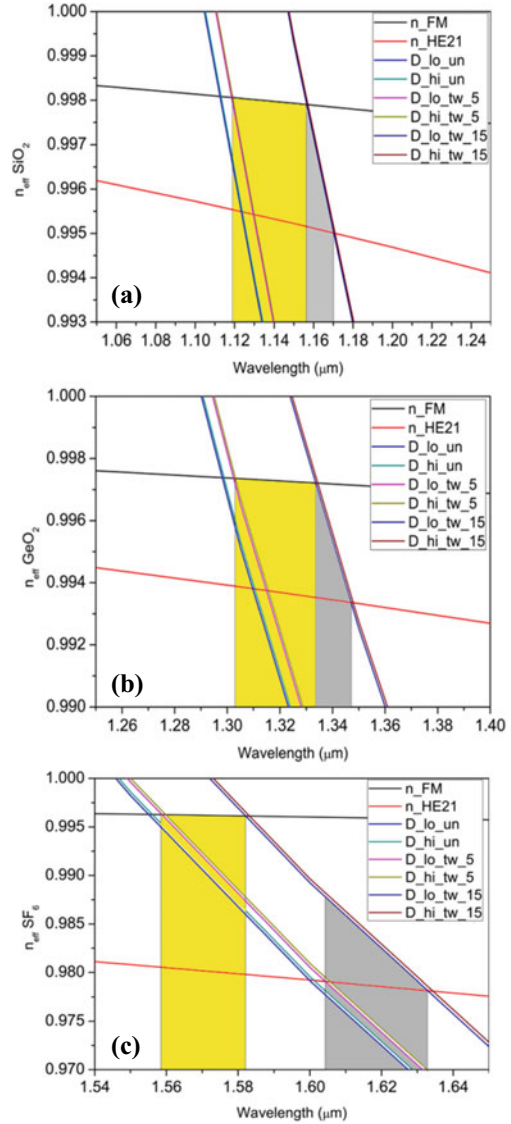 1.000
0.999
0.998
0.997
0.996
0.995
0.994
0.993
n_eff SiO2
n_FM
n_HE21
D_lo_un
D_hi_un
D_lo_tw_5
D_hi_tw_5
D_lo_tw_15
D_hi_tw_15
(a)
1.06 1.08 1.10 1.12 1.14 1.16 1.18 1.20 1.22 1.24
Wavelength (μm)
1.000
0.998
0.996
0.994
0.992
0.990
n_eff GeO2
n_FM
n_HE21
D_lo_un
D_hi_un
D_lo_tw_5
D_hi_tw_5
D_lo_tw_15
D_hi_tw_15
(b)
1.26 1.28 1.30 1.32 1.34 1.36 1.38 1.40
Wavelength (μm)
1.000
0.995
0.990
0.985
0.980
0.975
0.970
n_eff SF6
n_FM
n_HE21
D_lo_un
D_hi_un
D_lo_tw_5
D_hi_tw_5
D_lo_tw_15
D_hi_tw_15
(c)
1.54 1.56 1.58 1.60 1.62 1.64
Wavelength (μm)